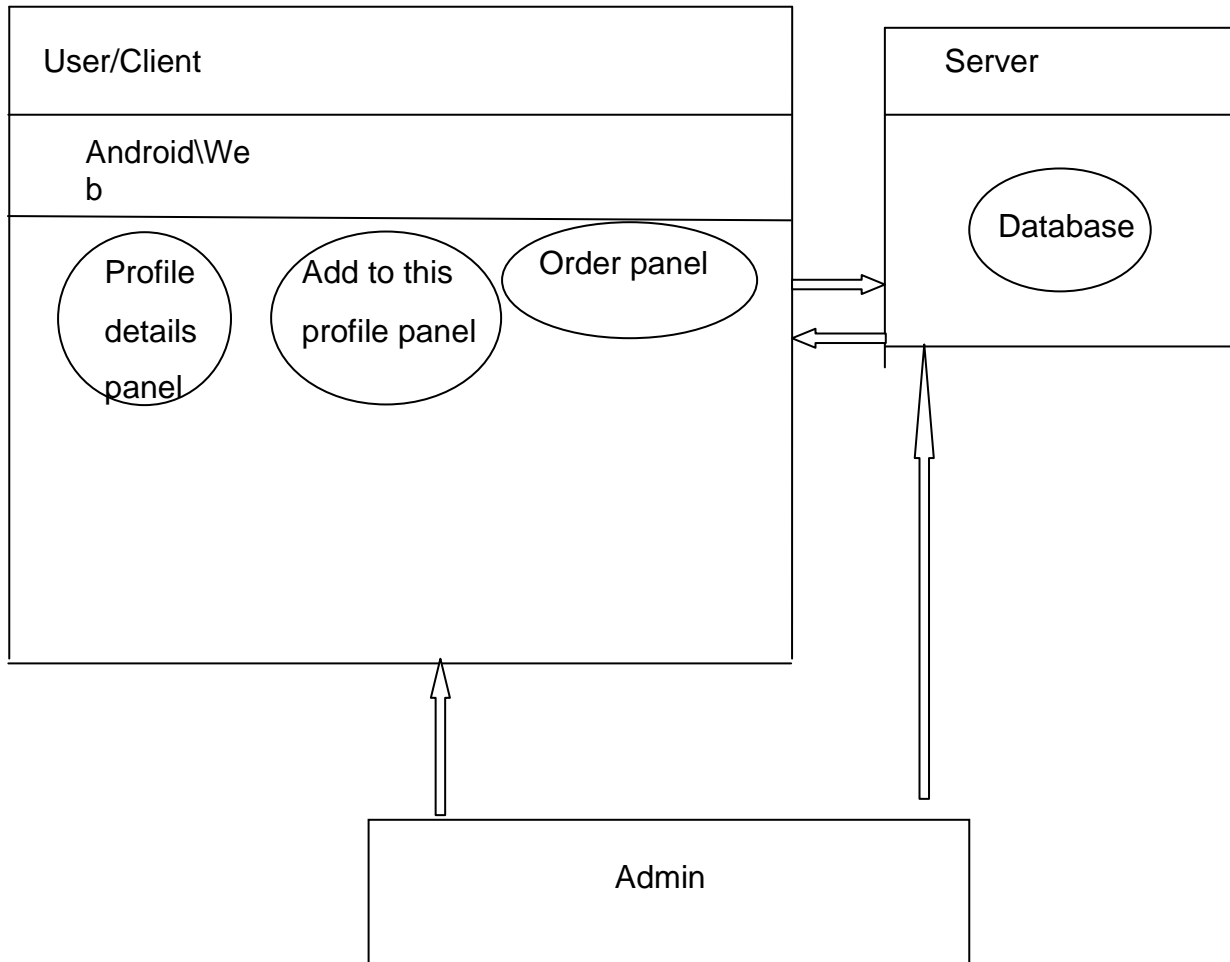 User/Client
Server
Android\We
b
Profile
details
panel
Add to this
profile panel
Order panel
Database
Admin